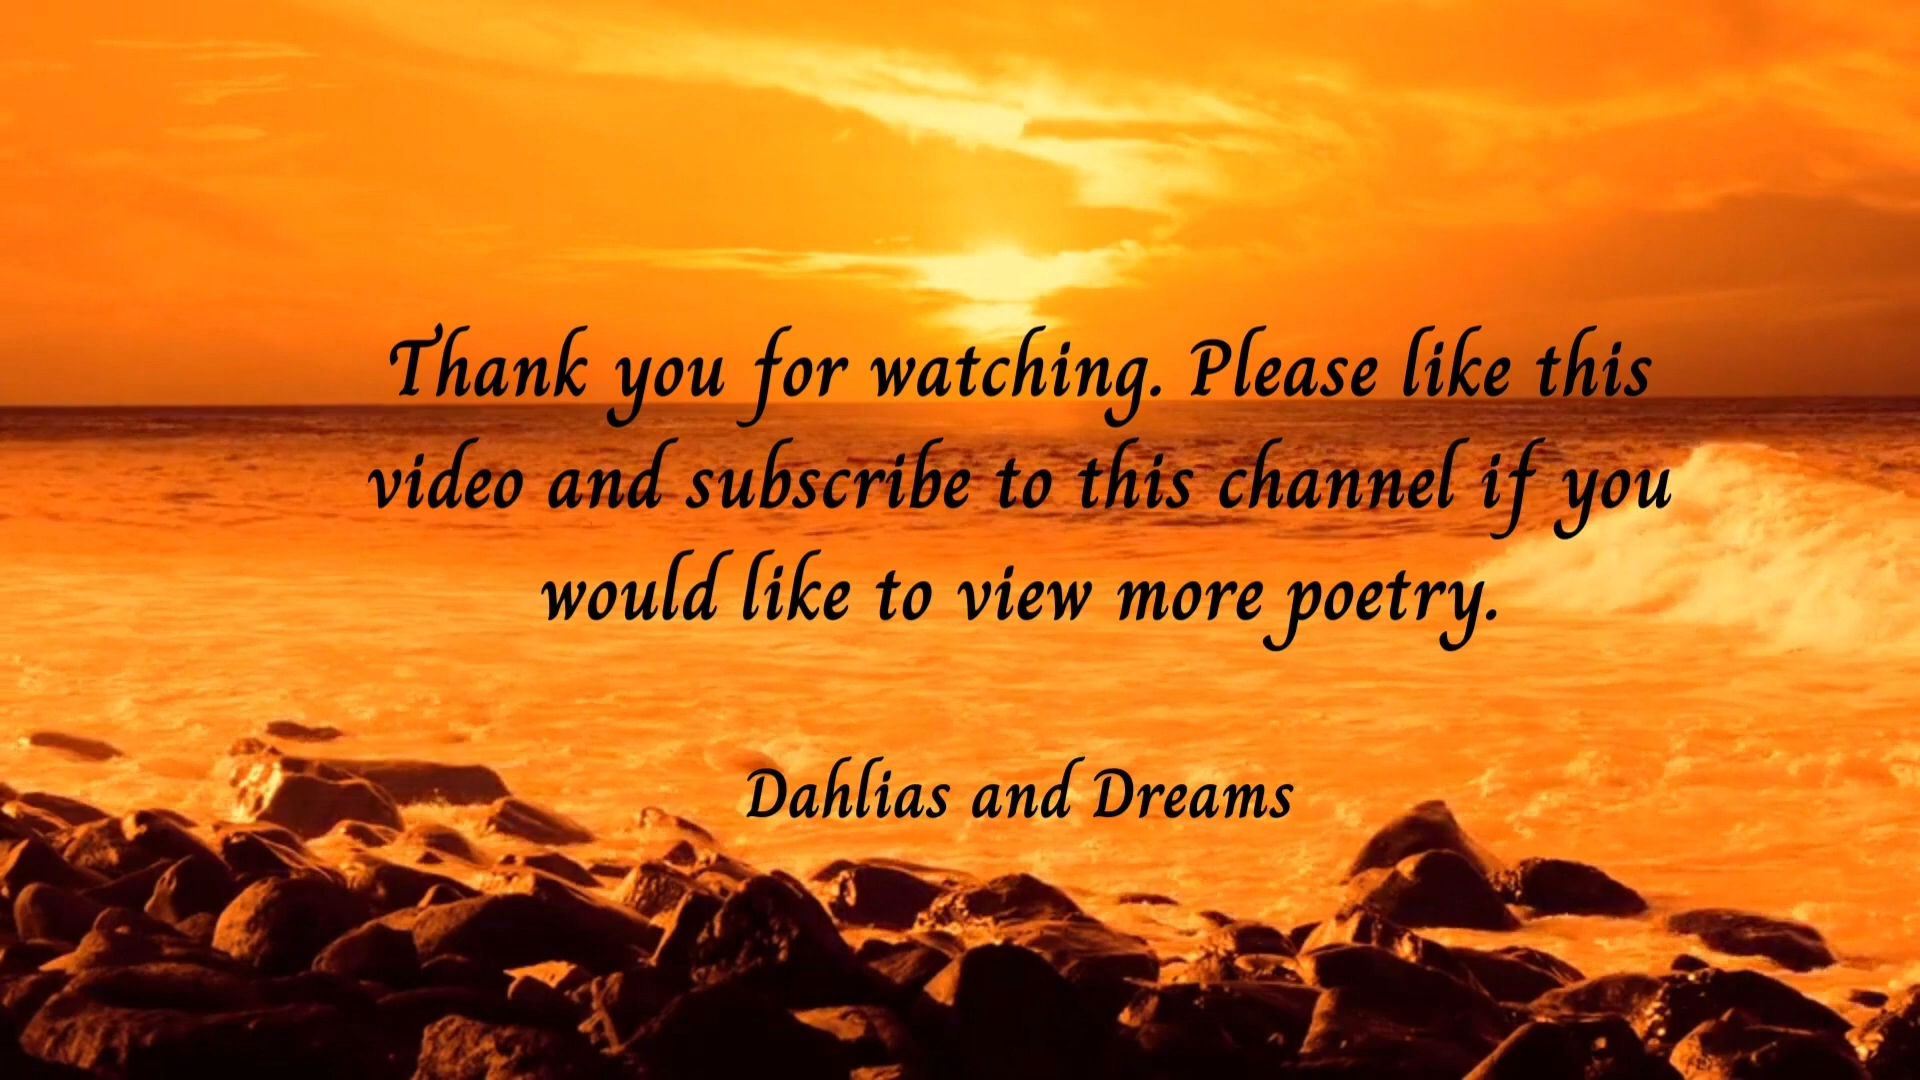 Thank you for watching. Please like this
video and subscribe to this channel if you
would like to view more poetry.
Dahlias and Dreams